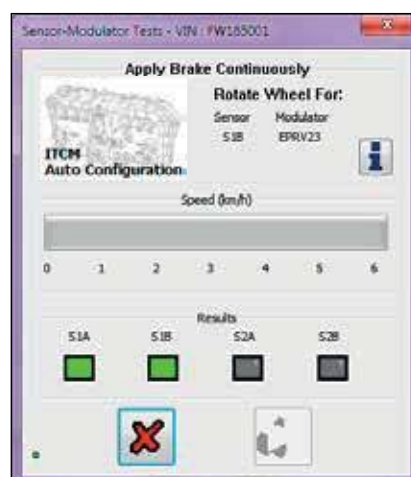 Sensor-Modulator Tests - VIN : FW185001
Apply Brake Continuously
Rotate Wheel For:
Sensor Modulator
S1B EPRV23
ITCM
Auto Configuration
Speed (km/h)
0 1 2 3 4 5 6
Results
S1A S1B S2A S2B